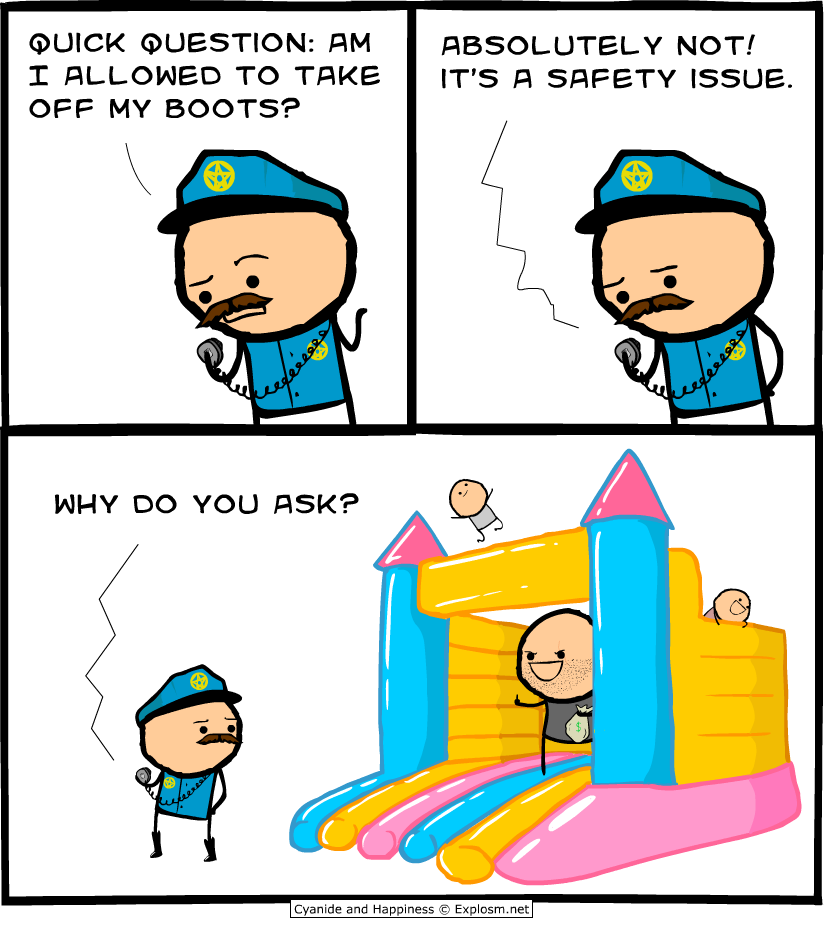 QUICK QUESTION: AM
I ALLOWED TO TAKE
OFF MY BOOTS?
ABSOLUTELY NOT!
IT'S A SAFETY ISSUE.
WHY DO YOU ASK?
$
Cyanide and Happiness © Explosm.net